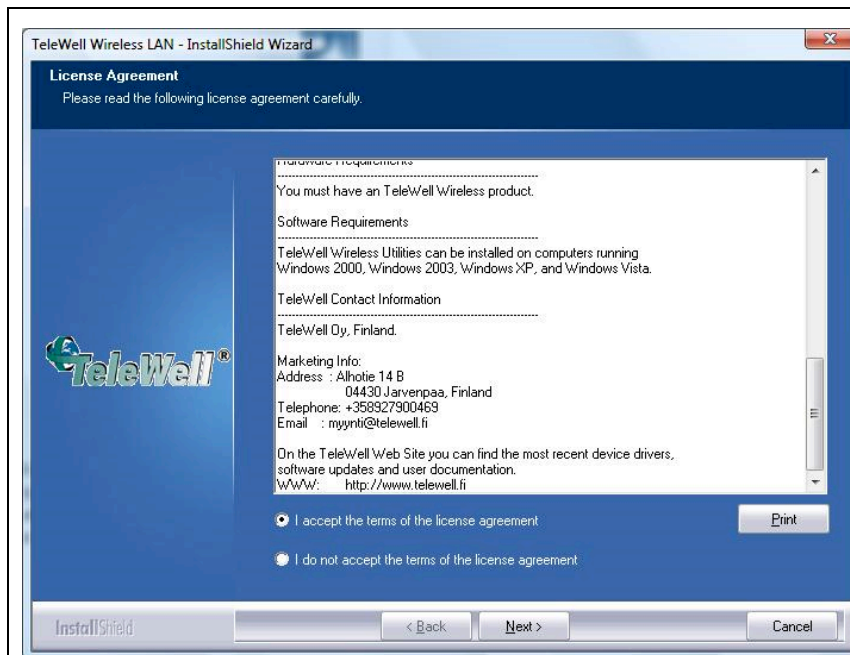 TeleWell Wireless LAN - InstallShield Wizard
License Agreement
Please read the following license agreement carefully.
Hardware Requirements
------------------------------------------------------------------------
You must have an TeleWell Wireless product.
Software Requirements
------------------------------------------------------------------------
TeleWell Wireless Utilities can be installed on computers running
Windows 2000, Windows 2003, Windows XP, and Windows Vista.
TeleWell Contact Information
------------------------------------------------------------------------
TeleWell Oy, Finland.
Marketing Info:
Address : Alhotie 14 B
04430 Jarvenpaa, Finland
Telephone: +358927900469
Email : myynti@telewell.fi
On the TeleWell Web Site you can find the most recent device drivers,
software updates and user documentation.
WWW: http://www.telewell.fi
TeleWell®
I accept the terms of the license agreement
Print
I do not accept the terms of the license agreement
InstallShield
< Back
Next >
Cancel